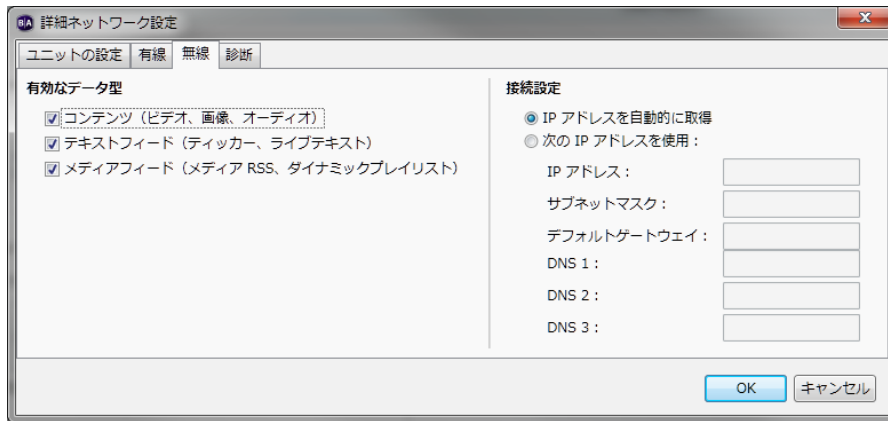 BA 詳細ネットワーク設定
ユニットの設定 有線 無線 診断
有効なデータ型
コンテンツ（ビデオ、画像、オーディオ）
テキストフィード（ティッカー、ライブテキスト）
メディアフィード（メディア RSS、ダイナミックプレイリスト）
接続設定
IP アドレスを自動的に取得
次の IP アドレスを使用：
IP アドレス：
サブネットマスク：
デフォルトゲートウェイ：
DNS 1：
DNS 2：
DNS 3：
OK キャンセル